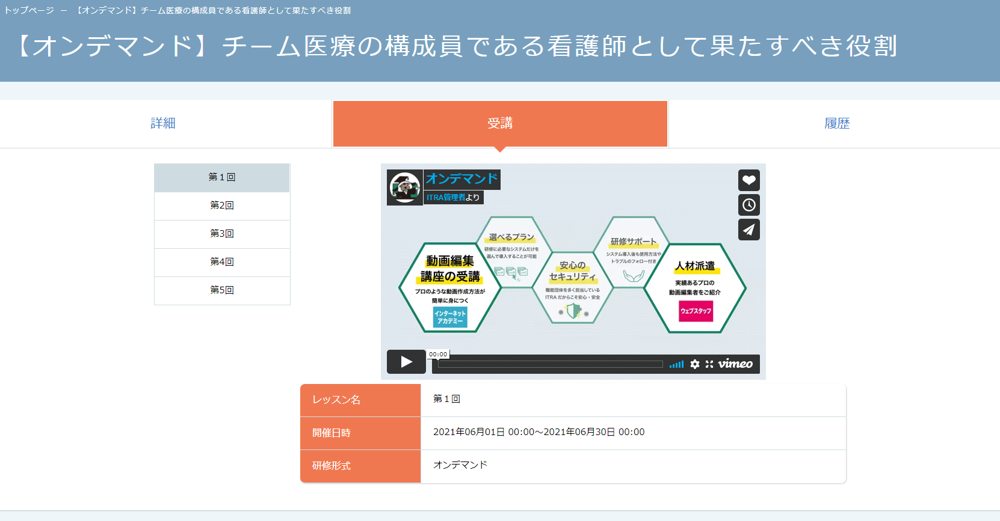 トップページ － 【オンデマンド】チーム医療の構成員である看護師として果たすべき役割
【オンデマンド】チーム医療の構成員である看護師として果たすべき役割
詳細
受講
履歴
第１回
第2回
第3回
第4回
第5回
オンデマンド
ITRA管理者より
選べるプラン
研修に必要なシステムだけを
選んで導入することが可能
研修サポート
システム導入後も使用方法や
トラブルのフォロー付き
動画編集
講座の受講
プロのような動画作成方法が
簡単に身につく
インターネット
アカデミー
安心の
セキュリティ
職能団体を多く担当している
ITRAだからこそ安心・安全
人材派遣
実績あるプロの
動画編集者をご紹介
ウェブスタッフ
00:00
vimeo
レッスン名
第１回
開催日時
2021年06月01日 00:00～2021年06月30日 00:00
研修形式
オンデマンド